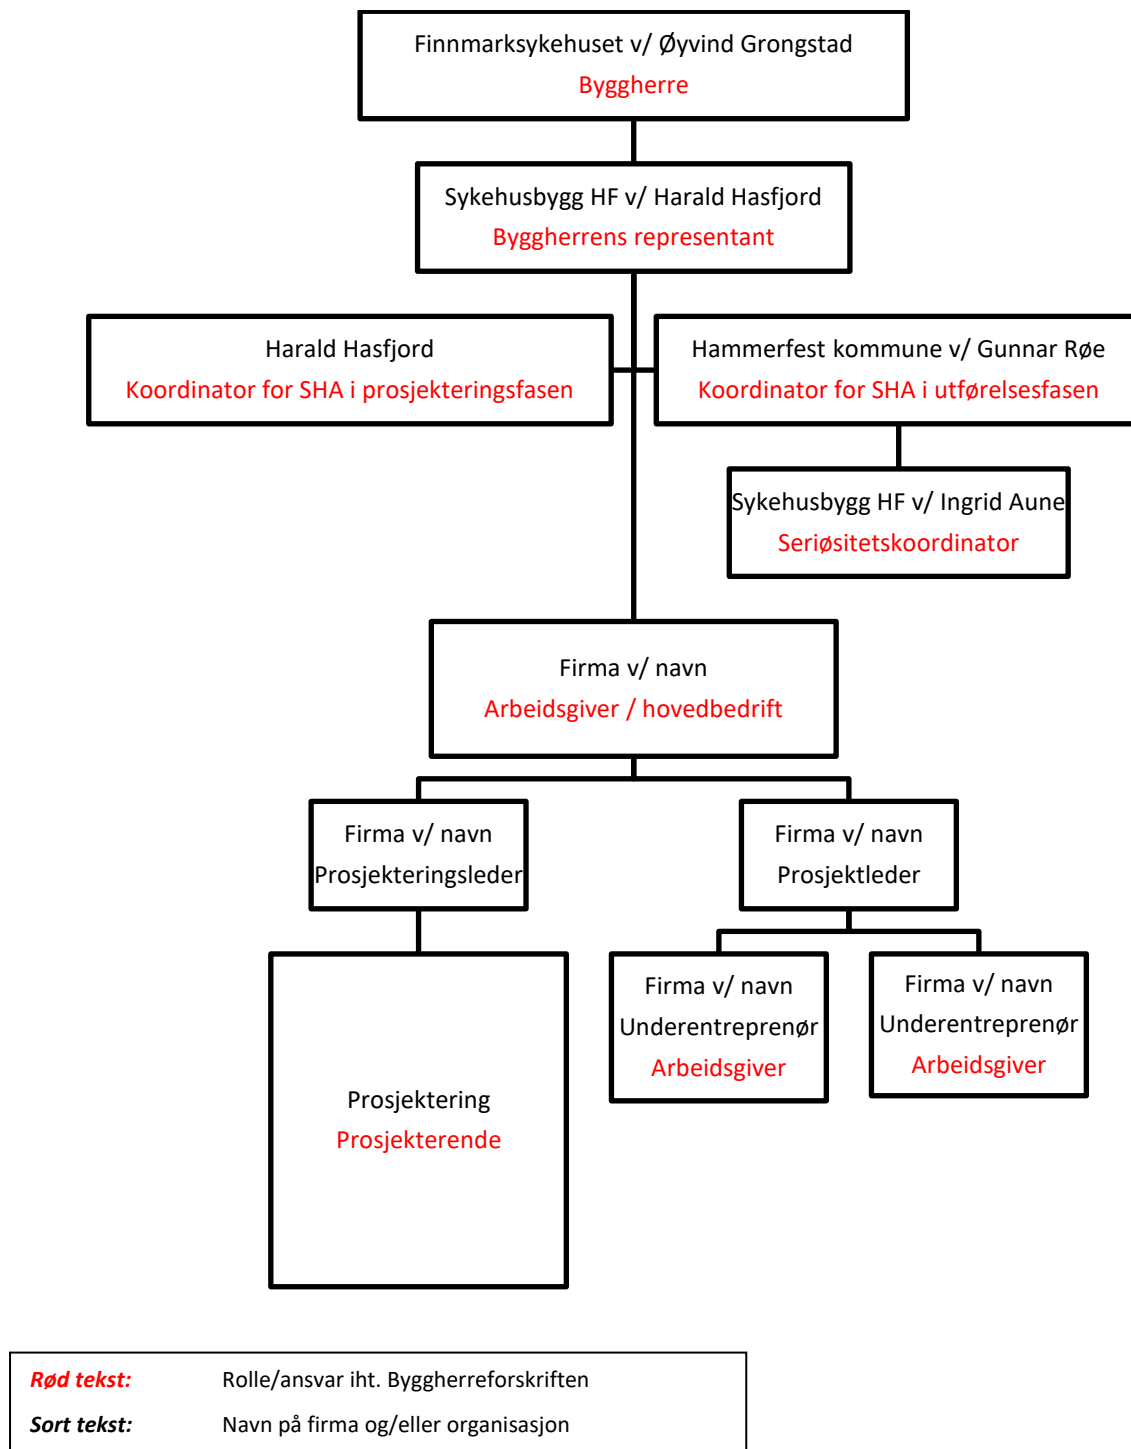 Finnmarksykehuset v/ Øyvind Grongstad
Byggherre
Sykehusbygg HF v/ Harald Hasfjord
Byggherrens representant
Harald Hasfjord
Koordinator for SHA i prosjekteringsfasen
Hammerfest kommune v/ Gunnar Røe
Koordinator for SHA i utførelsesfasen
Sykehusbygg HF v/ Ingrid Aune
Seriøsitetskoordinator
Firma v/ navn
Arbeidsgiver / hovedbedrift
Firma v/ navn
Prosjekteringsleder
Firma v/ navn
Prosjektleder
Prosjektering
Prosjekterende
Firma v/ navn
Underentreprenør
Arbeidsgiver
Firma v/ navn
Underentreprenør
Arbeidsgiver
Rød tekst: Rolle/ansvar iht. Byggherreforskriften
Sort tekst: Navn på firma og/eller organisasjon